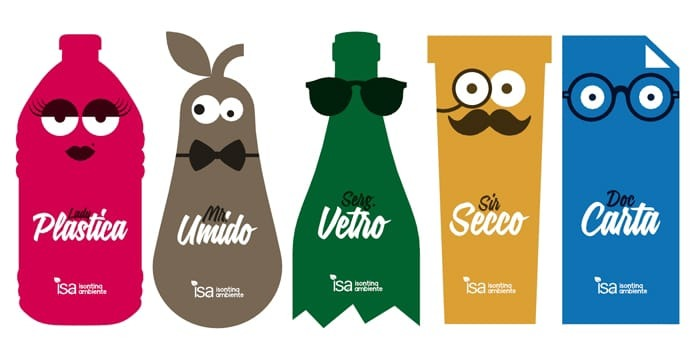 Lady
Plastica
isa isontina
ambiente
Mr.
Umido
isa isontina
ambiente
Serg.
Vetro
isa isontina
ambiente
Sir
Secco
isa isontina
ambiente
Doc
Carta
isa isontina
ambiente